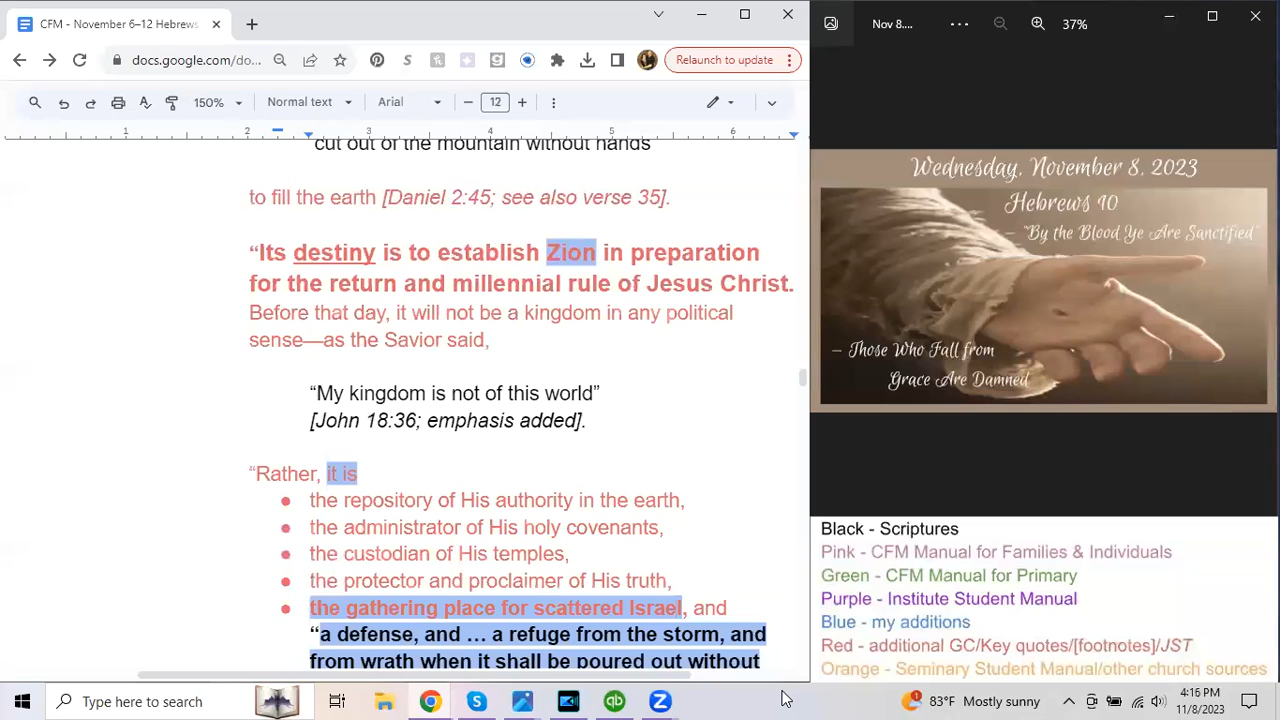 CFM - November 6–12 Hebrews
docs.google.com/do...
Relaunch to update
150%
Normal text
Arial
12
1 2 3 4 5 6
cut out of the mountain without hands
to fill the earth [Daniel 2:45; see also verse 35].
“Its destiny is to establish Zion in preparation
for the return and millennial rule of Jesus Christ.
Before that day, it will not be a kingdom in any political
sense—as the Savior said,
“My kingdom is not of this world”
[John 18:36; emphasis added].
“Rather, it is
● the repository of His authority in the earth,
● the administrator of His holy covenants,
● the custodian of His temples,
● the protector and proclaimer of His truth,
● the gathering place for scattered Israel, and
“a defense, and … a refuge from the storm, and
from wrath when it shall be poured out without
Nov 8....
37%
Wednesday, November 8, 2023
Hebrews 10
– “By the Blood Ye Are Sanctified”
– Those Who Fall from
Grace Are Damned
Black - Scriptures
Pink - CFM Manual for Families & Individuals
Green - CFM Manual for Primary
Purple - Institute Student Manual
Blue - my additions
Red - additional GC/Key quotes/[footnotes]/JST
Orange - Seminary Student Manual/other church sources
Type here to search
83°F Mostly sunny
4:16 PM
11/8/2023